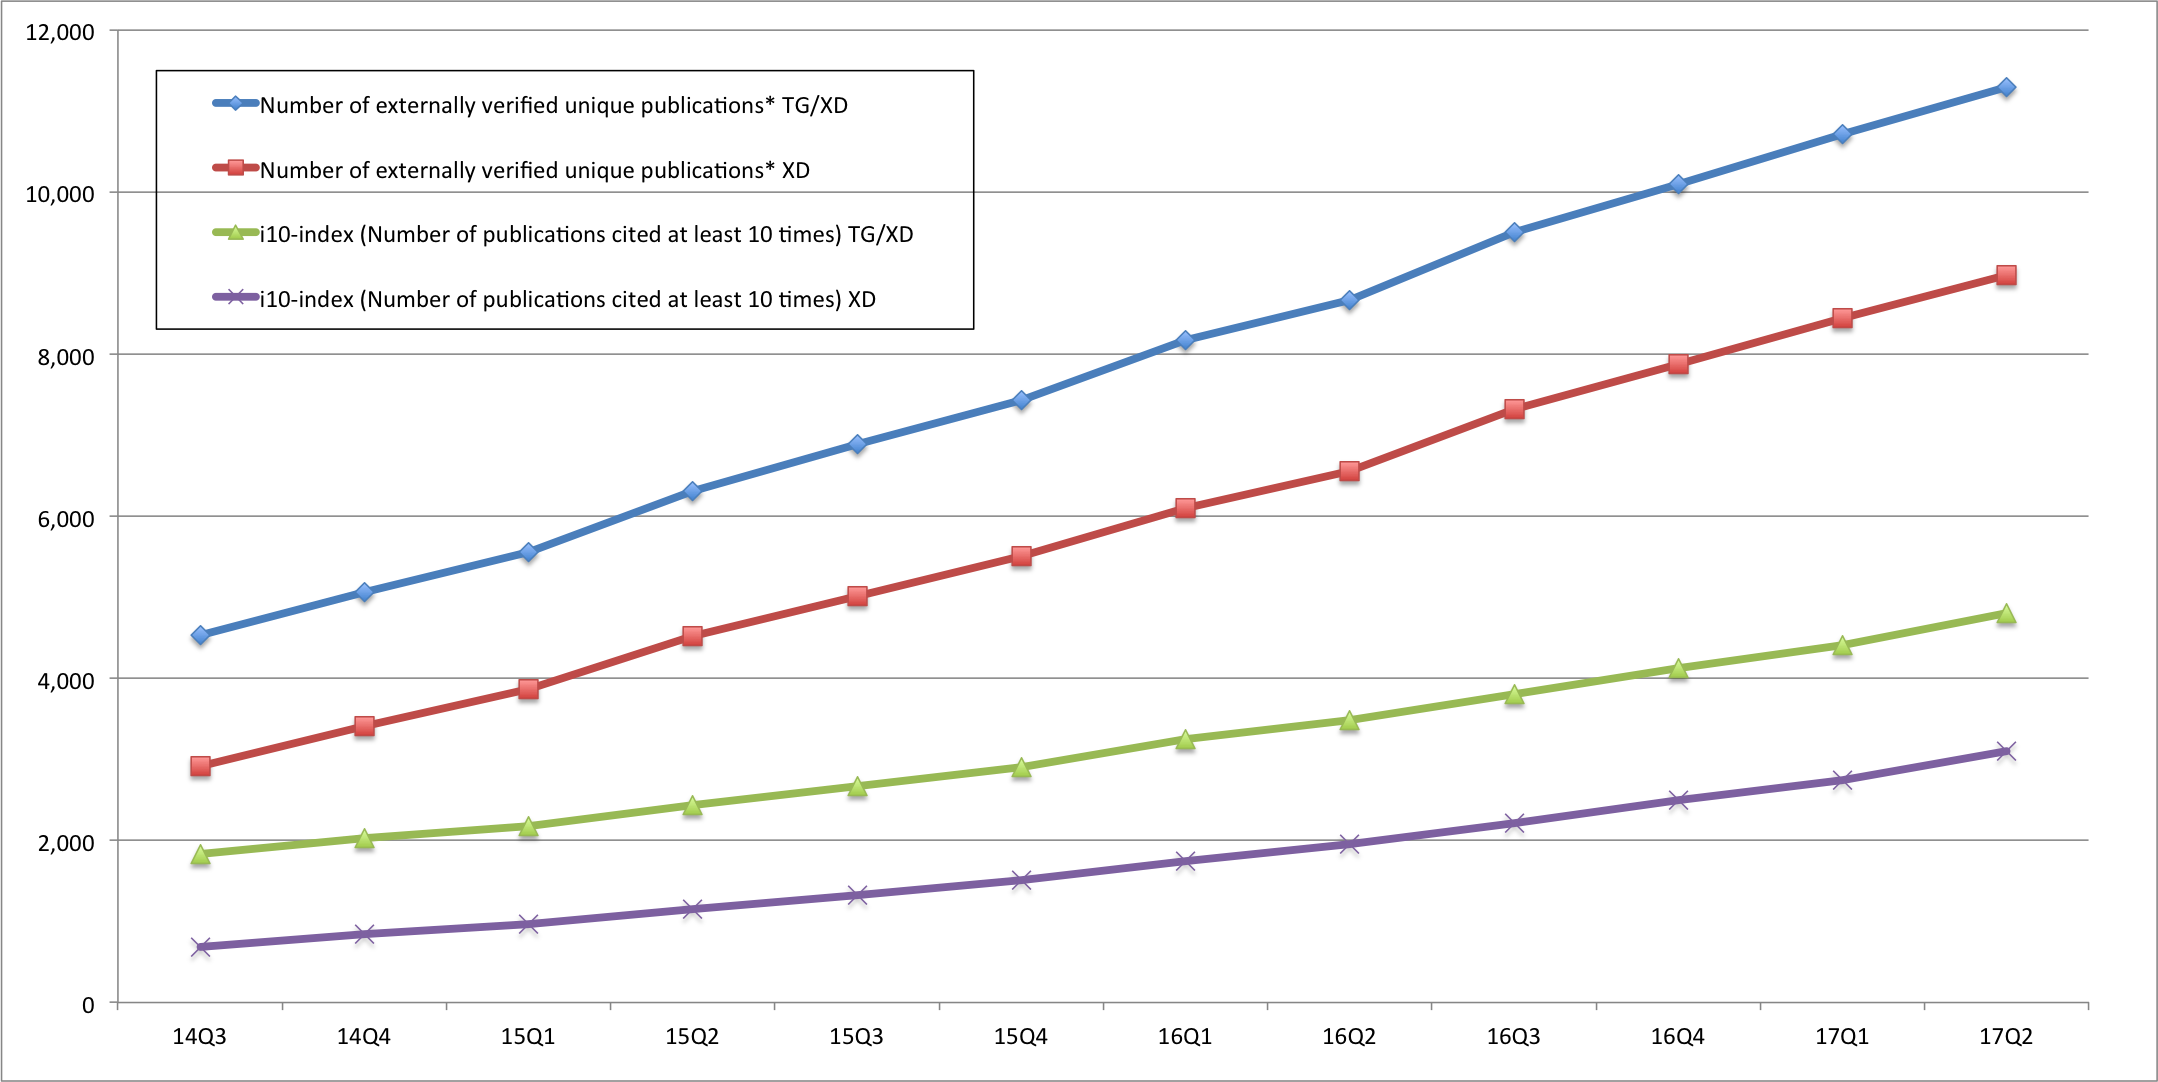 12,000
Number of externally verified unique publications* TG/XD
Number of externally verified unique publications* XD
10,000
i10-index (Number of publications cited at least 10 times) TG/XD
i10-index (Number of publications cited at least 10 times) XD
8,000
6,000
4,000
2,000
0
14Q3 14Q4 15Q1 15Q2 15Q3 15Q4 16Q1 16Q2 16Q3 16Q4 17Q1 17Q2